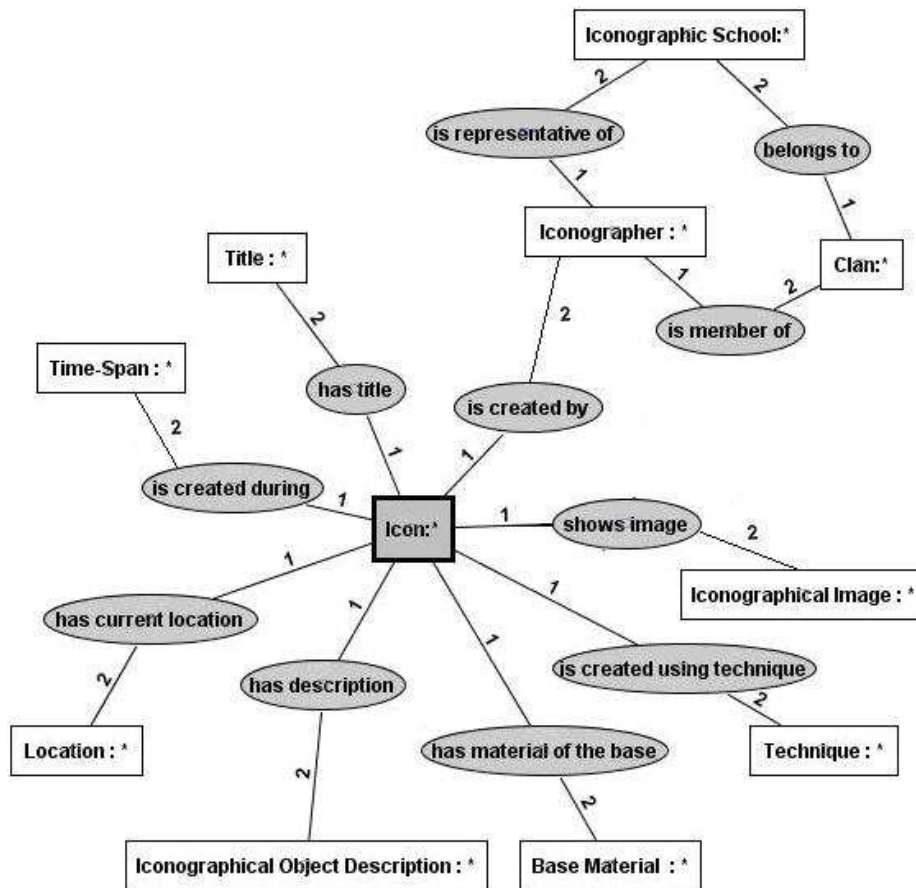 Iconographic School:*
2
2
is representative of
belongs to
1
1
Iconographer : *
Title : *
Clan:*
1
2
2
2
is member of
Time-Span : *
has title
is created by
2
1
1
is created during
1
Icon:*
1
shows image
2
1
Iconographical Image : *
1
1
has current location
1
is created using technique
has description
2
2
Location : *
has material of the base
Technique : *
2
2
Iconographical Object Description : *
Base Material : *